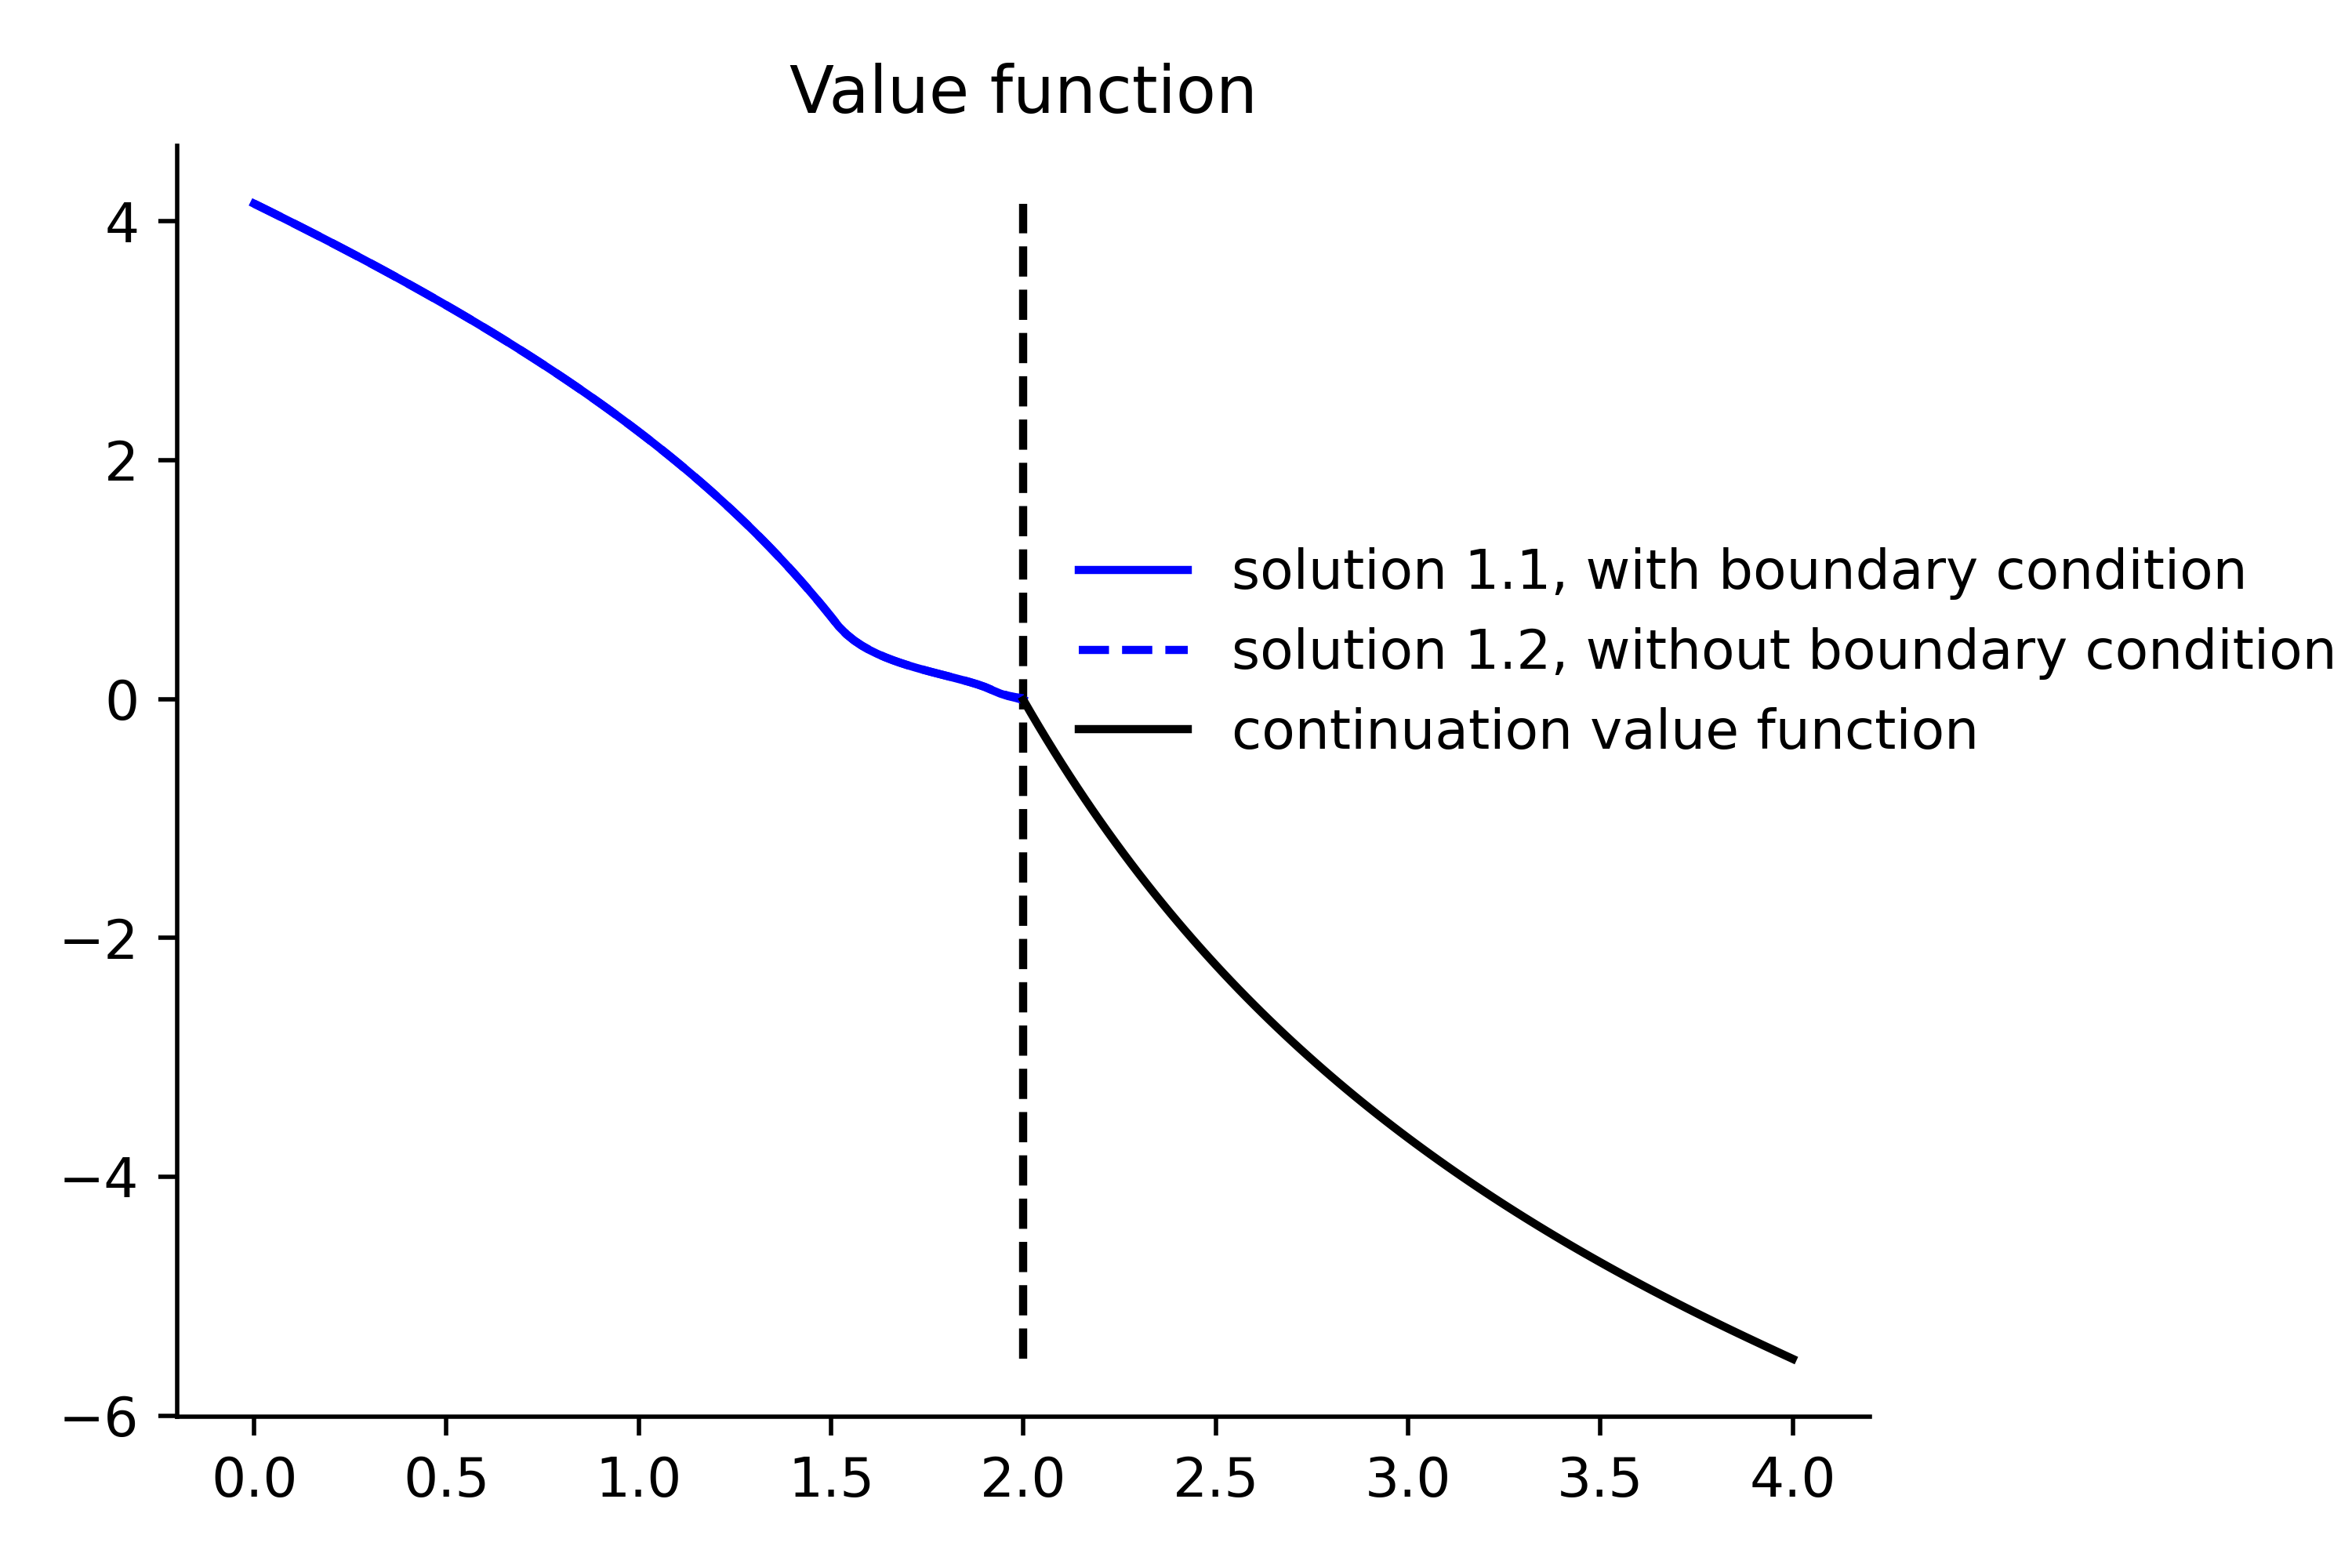 Value function
4
2
0
−2
−4
−6
solution 1.1, with boundary condition
solution 1.2, without boundary condition
continuation value function
0.0 0.5 1.0 1.5 2.0 2.5 3.0 3.5 4.0